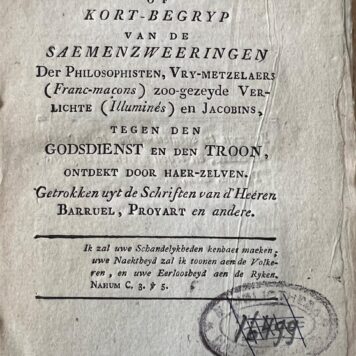 OF
KORT-BEGRYP
VAN DE
SAEMENZWEERINGEN
DER PHILOSOPHISTEN, VRY-METZELAERS
(Franc-macons) ZOO-GEZEYDE VER-
LICHTE (Illuminés) EN JACOBINS,
TEGEN DEN
GODSDIENST EN DEN TROON,
ONTDEKT DOOR HAER-ZELVEN.
Getrokken uyt de Schriften van d'Heeren
BARRUEL, PROYART en andere.
Ik zal uwe Schandelykheden kenbaer maeken,
uwe Naektheyd zal ik toonen aen de Volke-
ren, en uwe Eerloosheyd aen de Ryken.
NAHUM C. 3. ℣ 5.